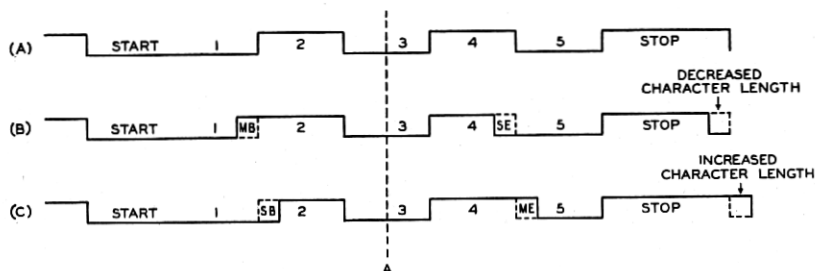 (A) START 1 2 3 4 5 STOP
DECREASED
CHARACTER LENGTH
(B) START 1 MB 2 3 4 SE 5 STOP
INCREASED
CHARACTER LENGTH
(C) START 1 SB 2 3 4 ME 5 STOP
A